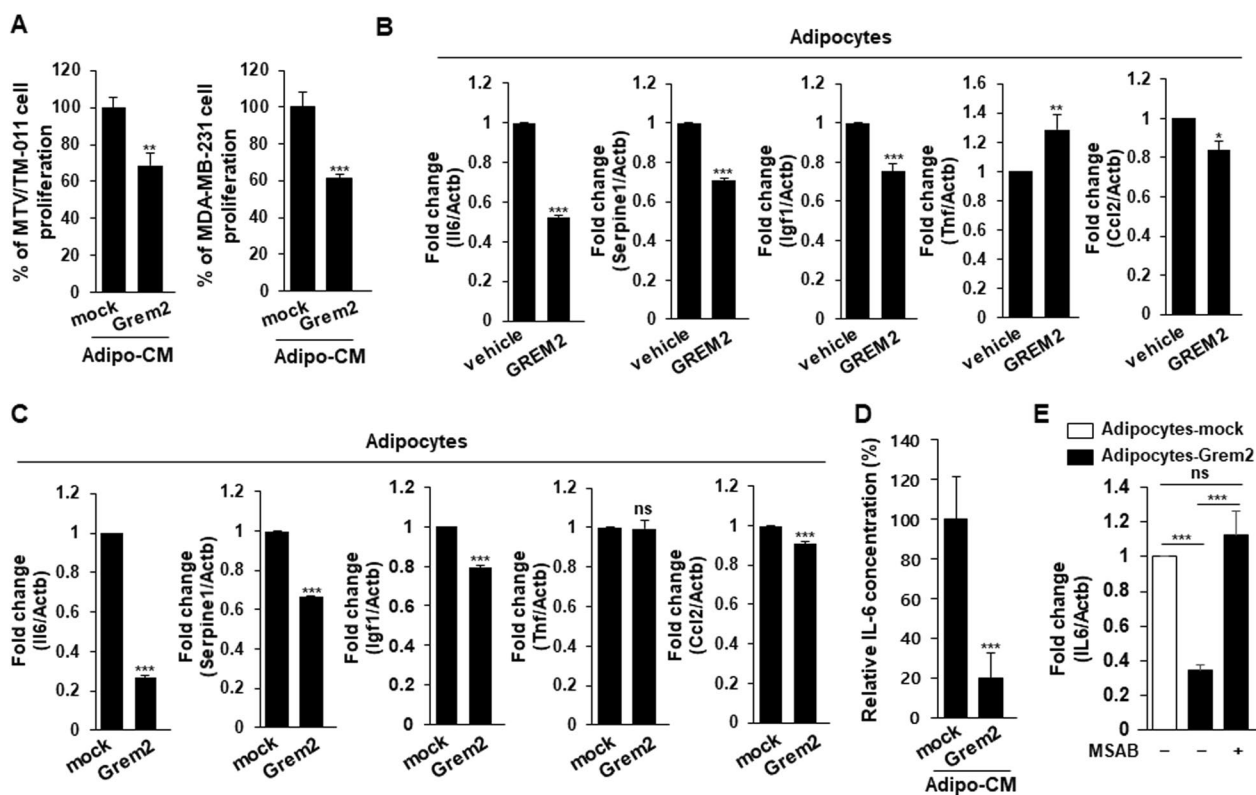 A
% of MTV/TM-011 cell
proliferation
120
100
80
60
40
20
0
**
mock
Grem2
Adipo-CM
% of MDA-MB-231 cell
proliferation
120
100
80
60
40
20
0
***
mock
Grem2
Adipo-CM
B
Adipocytes
Fold change
(Il6/Actb)
1.2
1
0.8
0.6
0.4
0.2
0
***
vehicle
GREM2
Fold change
(Serpine1/Actb)
1.2
1
0.8
0.6
0.4
0.2
0
***
vehicle
GREM2
Fold change
(Igf1/Actb)
1.2
1
0.8
0.6
0.4
0.2
0
***
vehicle
GREM2
Fold change
(Tnf/Actb)
1.6
1.4
1.2
1
0.8
0.6
0.4
0.2
0
**
vehicle
GREM2
Fold change
(Ccl2/Actb)
1.2
1
0.8
0.6
0.4
0.2
0
*
vehicle
GREM2
C
Adipocytes
Fold change
(Il6/Actb)
1.2
1
0.8
0.6
0.4
0.2
0
***
mock
Grem2
Fold change
(Serpine1/Actb)
1.2
1
0.8
0.6
0.4
0.2
0
***
mock
Grem2
Fold change
(Igf1/Actb)
1.2
1
0.8
0.6
0.4
0.2
0
***
mock
Grem2
Fold change
(Tnf/Actb)
1.2
1
0.8
0.6
0.4
0.2
0
ns
mock
Grem2
Fold change
(Ccl2/Actb)
1.2
1
0.8
0.6
0.4
0.2
0
***
mock
Grem2
D
Relative IL-6 concentration (%)
140
120
100
80
60
40
20
0
***
mock
Grem2
Adipo-CM
E
Adipocytes-mock
Adipocytes-Grem2
ns
***
***
Fold change
(IL6/Actb)
1.4
1.2
1
0.8
0.6
0.4
0.2
0
MSAB – – +